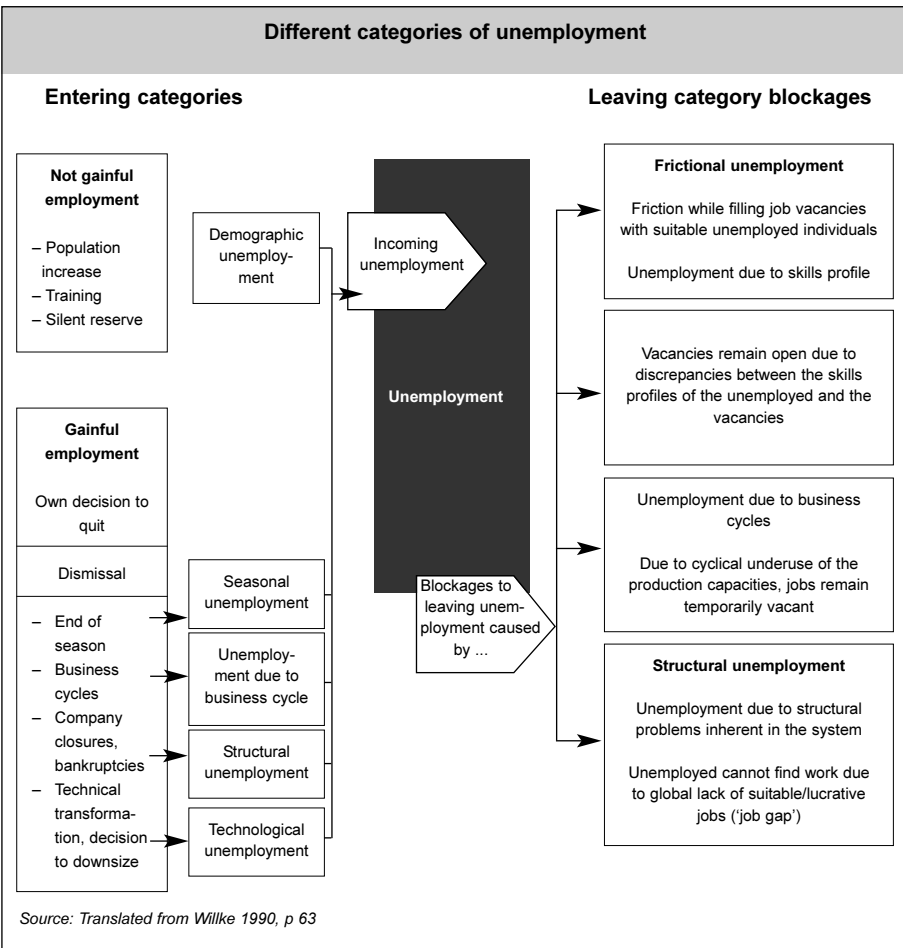 Different categories of unemployment
Entering categories
Leaving category blockages
Not gainful
employment
– Population
increase
– Training
– Silent reserve
Demographic
unemploy-
ment
Incoming
unemployment
Unemployment
Gainful
employment
Own decision to
quit
Dismissal
– End of
season
– Business
cycles
– Company
closures,
bankruptcies
– Technical
transforma-
tion, decision
to downsize
Seasonal
unemployment
Unemploy-
ment due to
business cycle
Structural
unemployment
Technological
unemployment
Blockages to
leaving unem-
ployment caused
by ...
Frictional unemployment
Friction while filling job vacancies
with suitable unemployed individuals
Unemployment due to skills profile
Vacancies remain open due to
discrepancies between the skills
profiles of the unemployed and the
vacancies
Unemployment due to business
cycles
Due to cyclical underuse of the
production capacities, jobs remain
temporarily vacant
Structural unemployment
Unemployment due to structural
problems inherent in the system
Unemployed cannot find work due
to global lack of suitable/lucrative
jobs (‘job gap’)
Source: Translated from Willke 1990, p 63